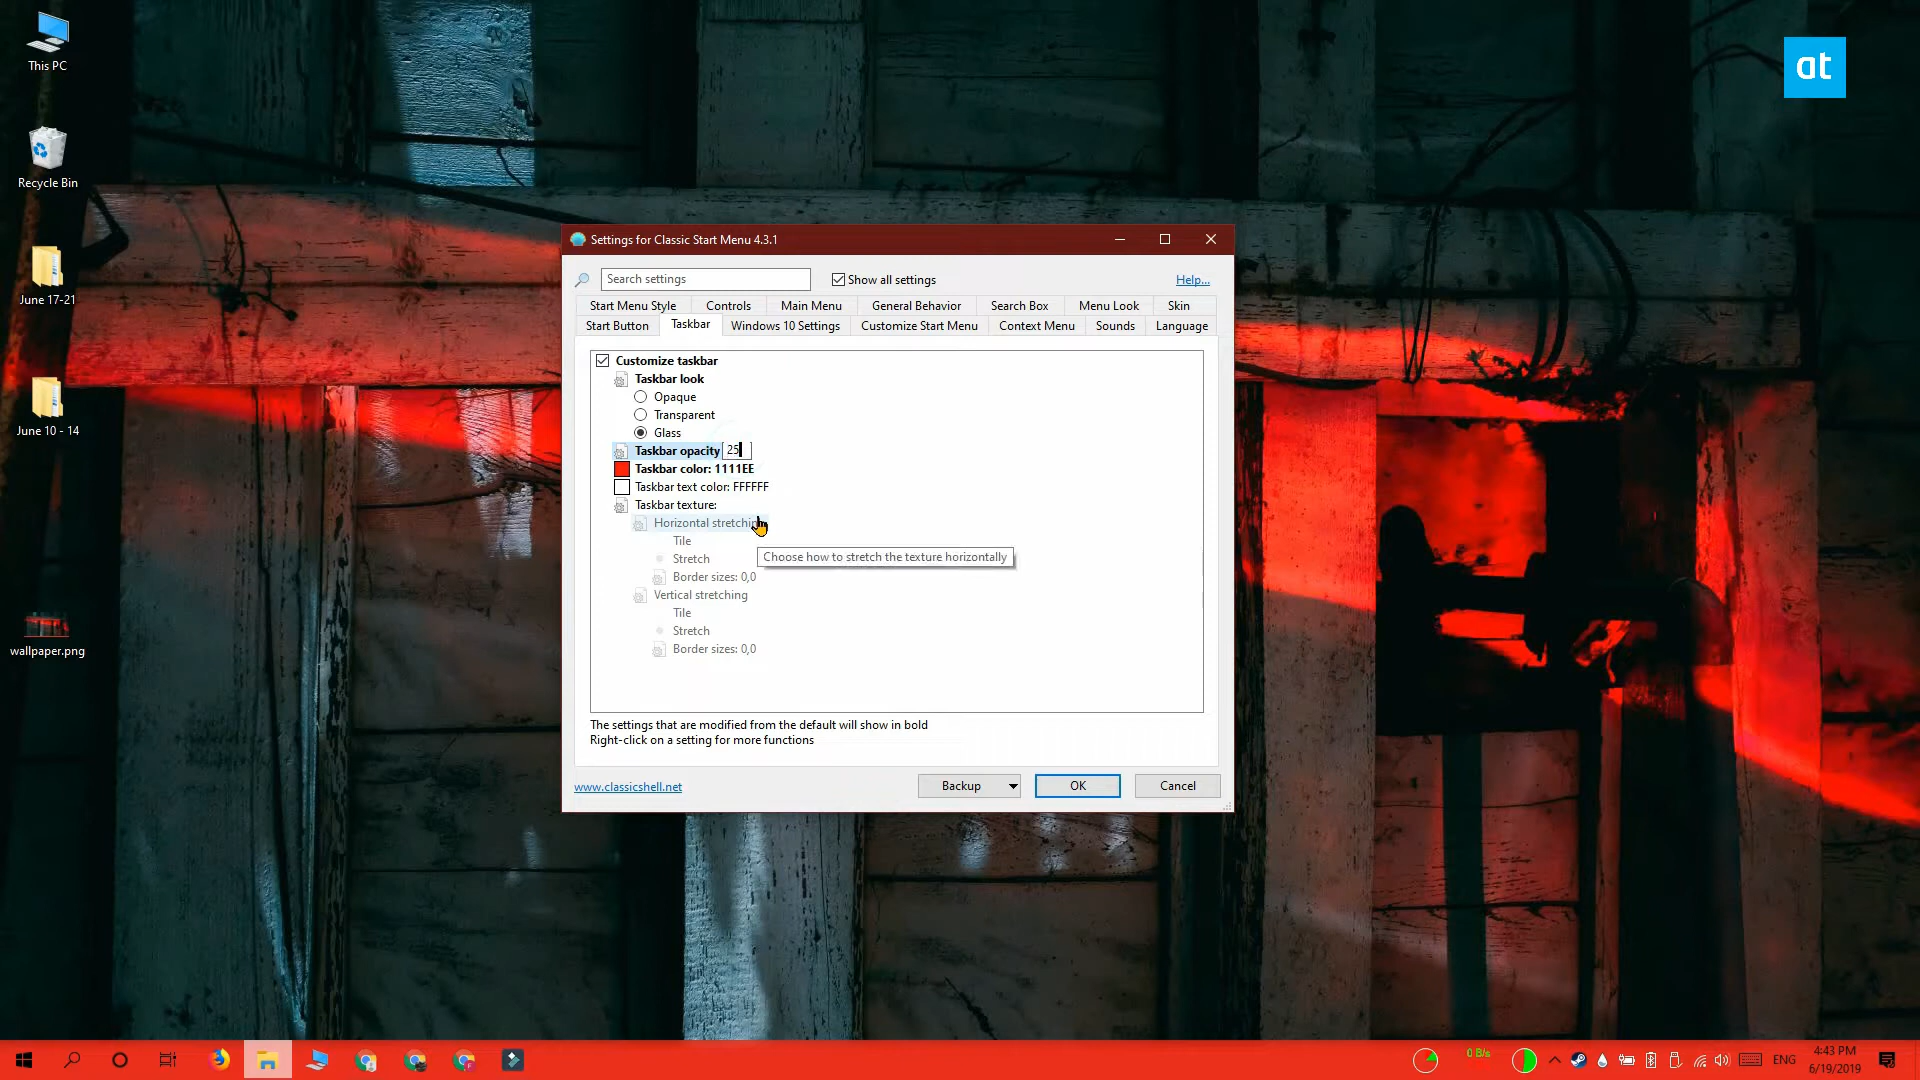 This PC
Recycle Bin
June 17-21
June 10 - 14
wallpaper.png
at
Settings for Classic Start Menu 4.3.1
Search settings
Show all settings
Help...
Start Menu Style
Controls
Main Menu
General Behavior
Search Box
Menu Look
Skin
Start Button
Taskbar
Windows 10 Settings
Customize Start Menu
Context Menu
Sounds
Language
Customize taskbar
Taskbar look
Opaque
Transparent
Glass
Taskbar opacity 25
Taskbar color: 1111EE
Taskbar text color: FFFFFF
Taskbar texture:
Horizontal stretchin
Tile
Choose how to stretch the texture horizontally
Stretch
Border sizes: 0,0
Vertical stretching
Tile
Stretch
Border sizes: 0,0
The settings that are modified from the default will show in bold
Right-click on a setting for more functions
www.classicshell.net
Backup
OK
Cancel
0 B/s
ENG
4:43 PM
6/19/2019